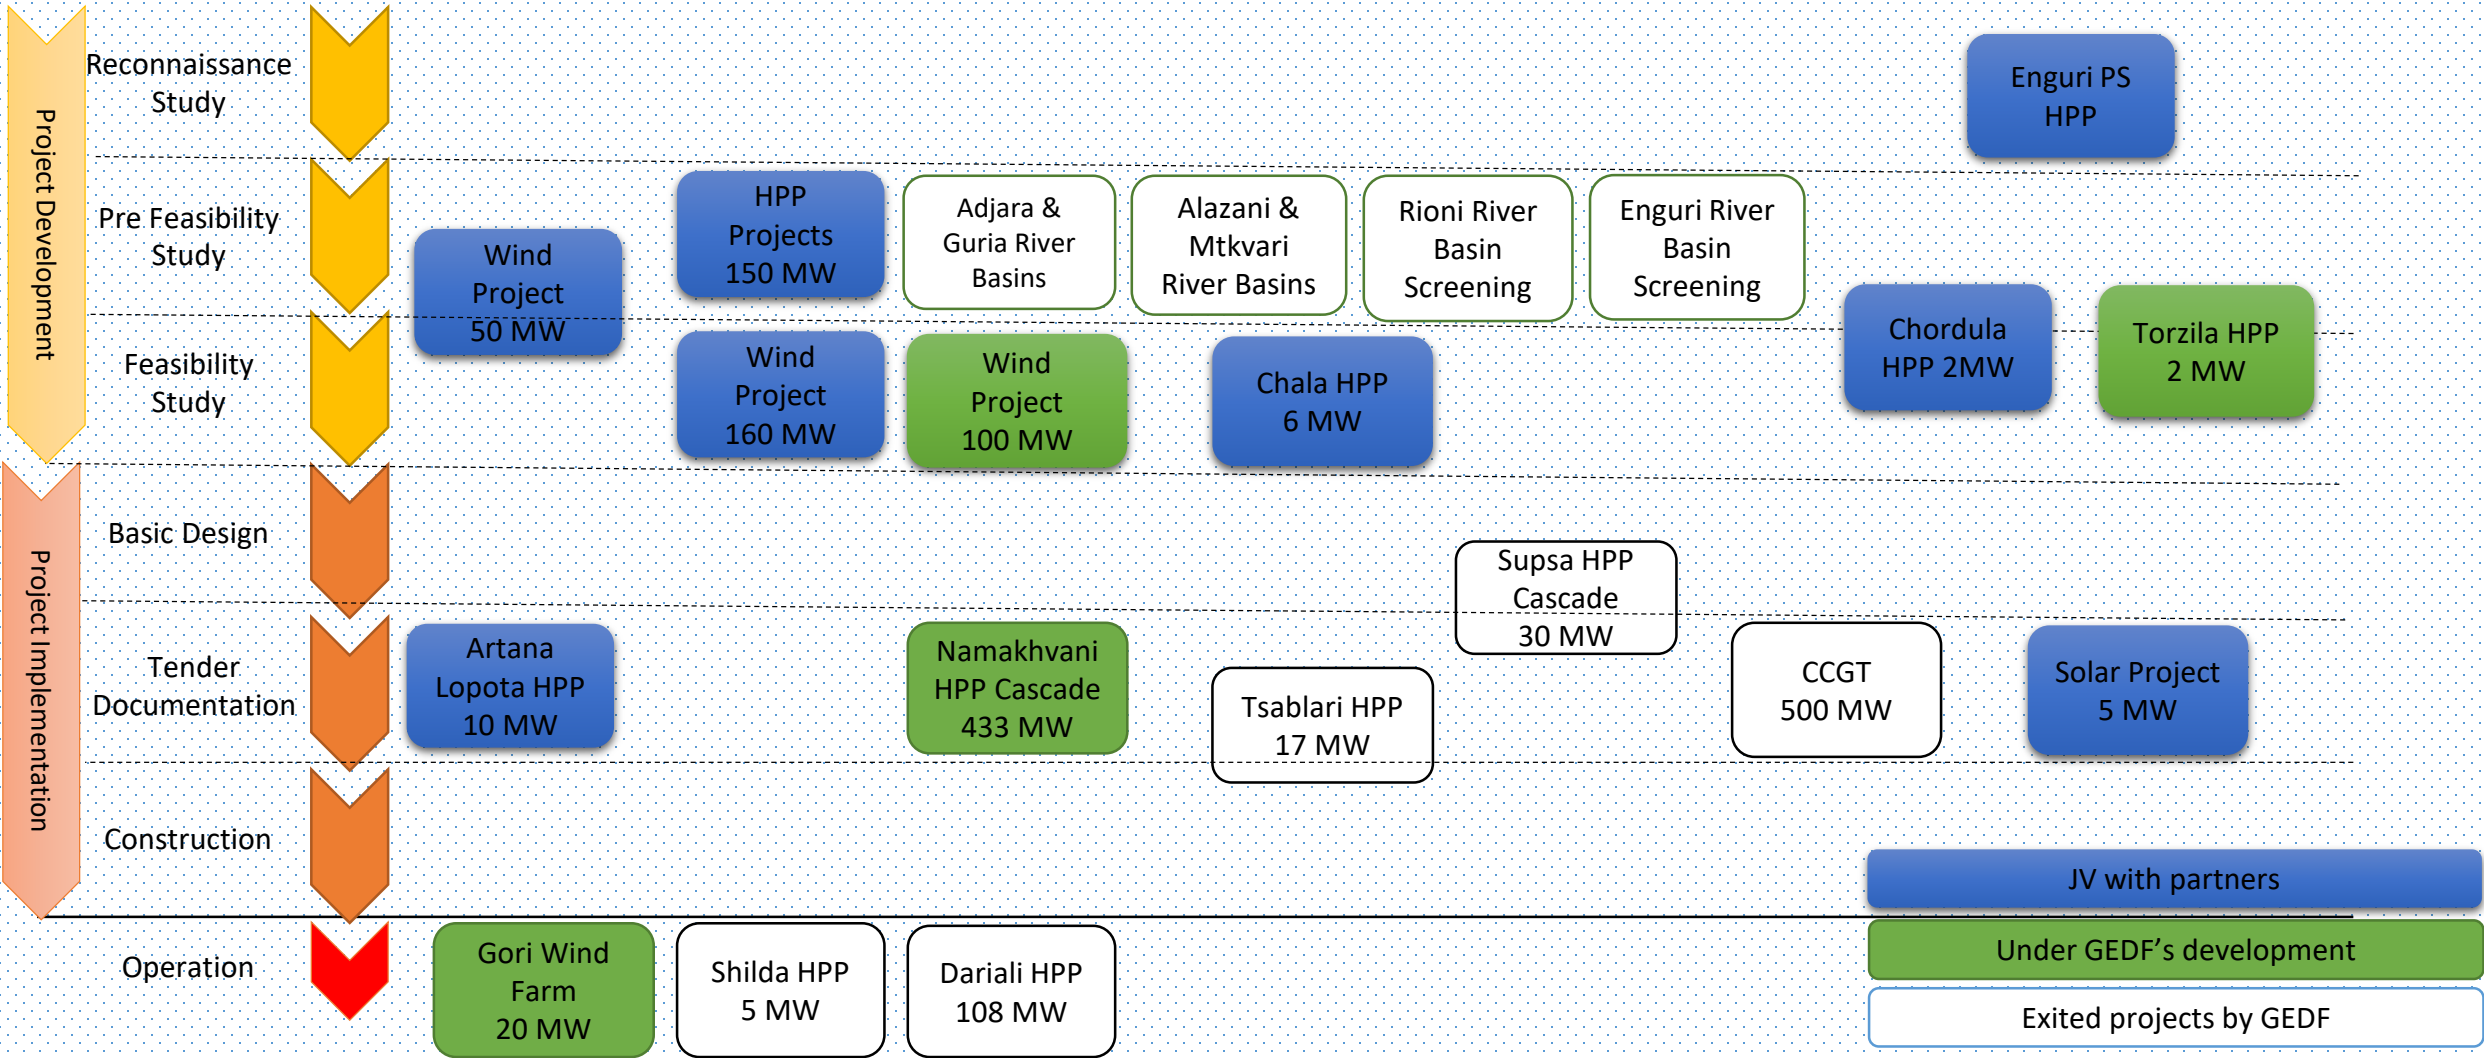 Project Development
Reconnaissance
Study
Enguri PS
HPP
Pre Feasibility
Study
Wind
Project
50 MW
HPP
Projects
150 MW
Adjara &
Guria River
Basins
Alazani &
Mtkvari
River Basins
Rioni River
Basin
Screening
Enguri River
Basin
Screening
Chordula
HPP 2MW
Torzila HPP
2 MW
Feasibility
Study
Wind
Project
160 MW
Wind
Project
100 MW
Chala HPP
6 MW
Project Implementation
Basic Design
Supsa HPP
Cascade
30 MW
Tender
Documentation
Artana
Lopota HPP
10 MW
Namakhvani
HPP Cascade
433 MW
Tsablari HPP
17 MW
CCGT
500 MW
Solar Project
5 MW
Construction
Operation
Gori Wind
Farm
20 MW
Shilda HPP
5 MW
Dariali HPP
108 MW
JV with partners
Under GEDF’s development
Exited projects by GEDF